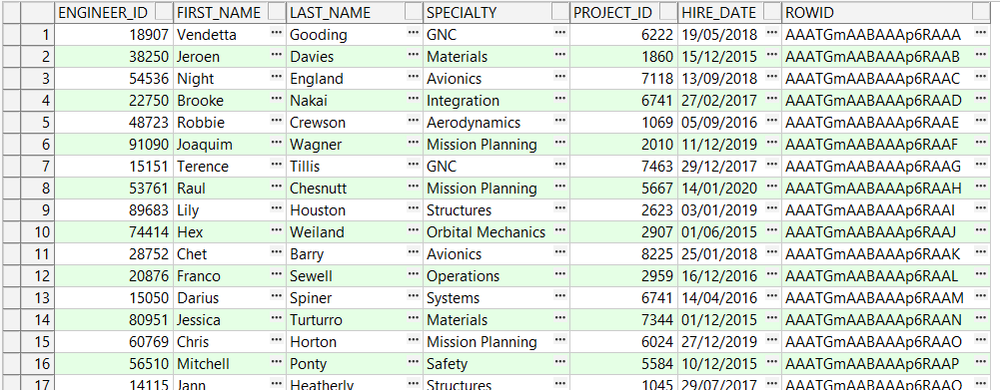 ENGINEER_ID FIRST_NAME LAST_NAME SPECIALTY PROJECT_ID HIRE_DATE ROWID
1 18907 Vendetta ··· Gooding ··· GNC ··· 6222 19/05/2018 ··· AAATGmAABAAAp6RAAA ···
2 38250 Jeroen ··· Davies ··· Materials ··· 1860 15/12/2015 ··· AAATGmAABAAAp6RAAB ···
3 54536 Night ··· England ··· Avionics ··· 7118 13/09/2018 ··· AAATGmAABAAAp6RAAC ···
4 22750 Brooke ··· Nakai ··· Integration ··· 6741 27/02/2017 ··· AAATGmAABAAAp6RAAD ···
5 48723 Robbie ··· Crewson ··· Aerodynamics ··· 1069 05/09/2016 ··· AAATGmAABAAAp6RAAE ···
6 91090 Joaquim ··· Wagner ··· Mission Planning ··· 2010 11/12/2019 ··· AAATGmAABAAAp6RAAF ···
7 15151 Terence ··· Tillis ··· GNC ··· 7463 29/12/2017 ··· AAATGmAABAAAp6RAAG ···
8 53761 Raul ··· Chesnutt ··· Mission Planning ··· 5667 14/01/2020 ··· AAATGmAABAAAp6RAAH ···
9 89683 Lily ··· Houston ··· Structures ··· 2623 03/01/2019 ··· AAATGmAABAAAp6RAAI ···
10 74414 Hex ··· Weiland ··· Orbital Mechanics ··· 2907 01/06/2015 ··· AAATGmAABAAAp6RAAJ ···
11 28752 Chet ··· Barry ··· Avionics ··· 8225 25/01/2018 ··· AAATGmAABAAAp6RAAK ···
12 20876 Franco ··· Sewell ··· Operations ··· 2959 16/12/2016 ··· AAATGmAABAAAp6RAAL ···
13 15050 Darius ··· Spiner ··· Systems ··· 6741 14/04/2016 ··· AAATGmAABAAAp6RAAM ···
14 80951 Jessica ··· Turturro ··· Materials ··· 7344 01/12/2015 ··· AAATGmAABAAAp6RAAN ···
15 60769 Chris ··· Horton ··· Mission Planning ··· 6024 27/12/2019 ··· AAATGmAABAAAp6RAAO ···
16 56510 Mitchell ··· Ponty ··· Safety ··· 5584 10/12/2015 ··· AAATGmAABAAAp6RAAP ···
17 14115 Jann ··· Heatherly ··· Structures ··· 1045 29/07/2017 ··· AAATGmAABAAAp6RAAQ ···